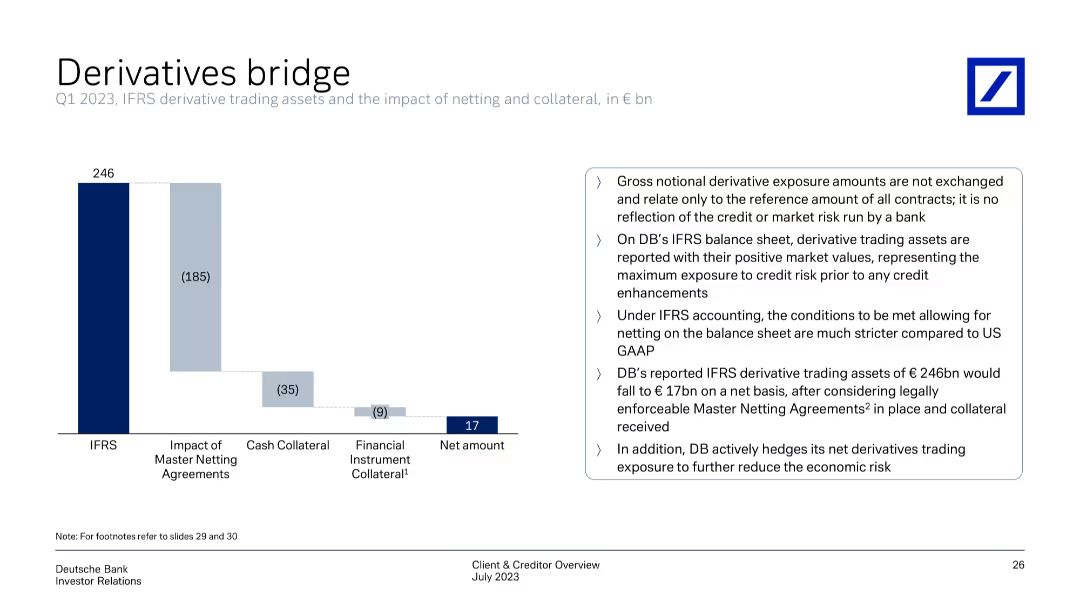 Derivatives bridge
Q1 2023, IFRS derivative trading assets and the impact of netting and collateral, in € bn
246
(185)
(35)
(9)
17
IFRS
Impact of
Master Netting
Agreements
Cash Collateral
Financial
Instrument
Collateral¹
Net amount
〉 Gross notional derivative exposure amounts are not exchanged
and relate only to the reference amount of all contracts; it is no
reflection of the credit or market risk run by a bank
〉 On DB’s IFRS balance sheet, derivative trading assets are
reported with their positive market values, representing the
maximum exposure to credit risk prior to any credit
enhancements
〉 Under IFRS accounting, the conditions to be met allowing for
netting on the balance sheet are much stricter compared to US
GAAP
〉 DB’s reported IFRS derivative trading assets of € 246bn would
fall to € 17bn on a net basis, after considering legally
enforceable Master Netting Agreements² in place and collateral
received
〉 In addition, DB actively hedges its net derivatives trading
exposure to further reduce the economic risk
Note: For footnotes refer to slides 29 and 30
Deutsche Bank
Investor Relations
Client & Creditor Overview
July 2023
26